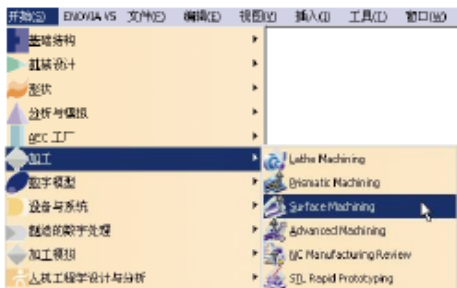 开始(S) ENOVIA V5 文件(F) 编辑(E) 视图(V) 插入(I) 工具(T) 窗口(W)
基础结构
机械设计
形状
分析与模拟
AEC 工厂
加工
数字模型
设备与系统
制造的数字处理
加工模拟
人机工程学设计与分析
Lathe Machining
Prismatic Machining
Surface Machining
Advanced Machining
NC Manufacturing Review
STL Rapid Prototyping